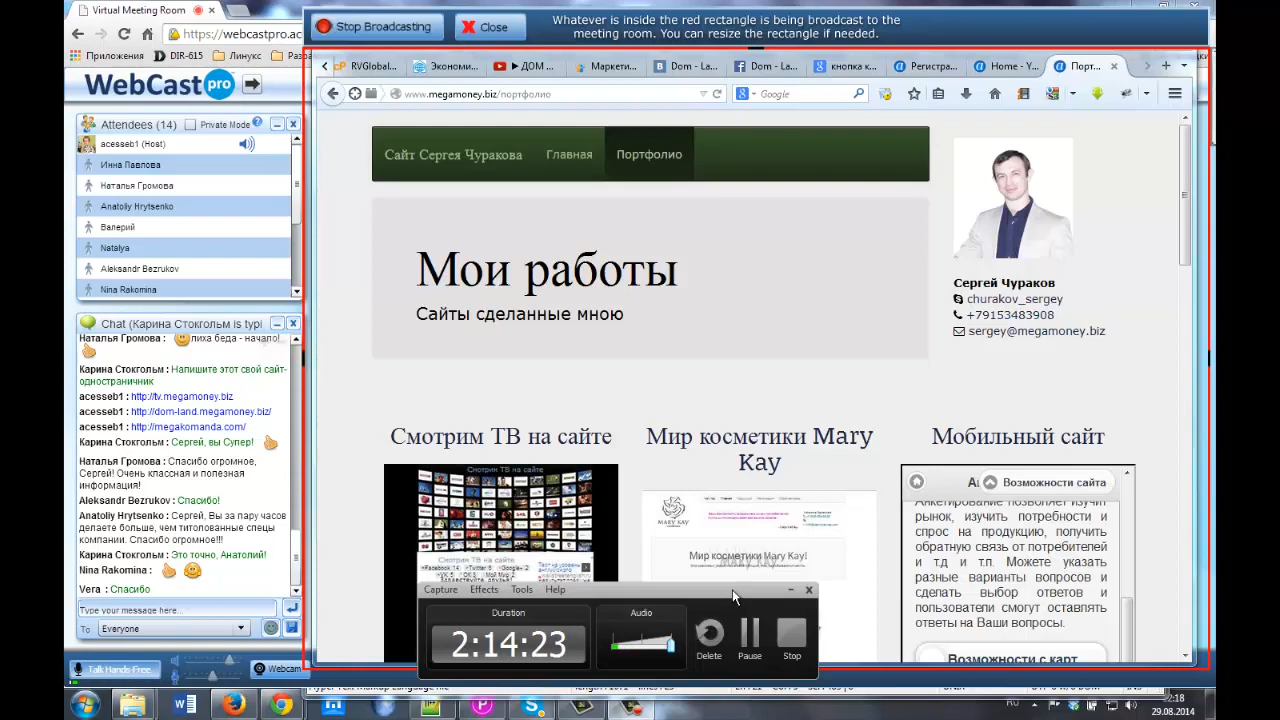 Virtual Meeting Room
https://webcastpro.ac
Приложения
DIR-615
Линукс
Разра
WebCast pro
Attendees (14)
Private Mode
acesseb1 (Host)
Инна Павлова
Наталья Громова
Anatoliy Hrytsenko
Валерий
Natalya
Aleksandr Bezrukov
Nina Rakomina
Chat (Карина Стокгольм is typi
Наталья Громова : лиха беда - начало!
Карина Стокгольм : Напишите этот свой сайт-
одностраничник
acesseb1 : http://tv.megamoney.biz
acesseb1 : http://dom-land.megamoney.biz/
acesseb1 : http://megakomanda.com/
Карина Стокгольм : Сергей, вы Супер!
Наталья Громова : Спасибо огромное,
Сергей! Очень классная и полезная
информация!
Aleksandr Bezrukov : Спасибо!
Anatoliy Hrytsenko : Сергей, Вы за пару часов
делаете больше, чем титолованные спецы
компании. Спасибо огромное!!!
Карина Стокгольм : Это точно, Анатолий!
Nina Rakomina :
Vera : Спасибо
Type your message here...
To
Everyone
Talk Hands-Free
Webcam
Stop Broadcasting
Close
Whatever is inside the red rectangle is being broadcast to the
meeting room. You can resize the rectangle if needed.
RVGlobal...
Экономи...
ДОМ ...
Маркети...
Dom - La...
Dom - La...
кнопка к...
Регистра...
Home - Y...
Порт...
www.megamoney.biz/портфолио
Google
Сайт Сергея Чуракова
Главная
Портфолио
Мои работы
Сайты сделанные мною
Сергей Чураков
churakov_sergey
+79153483908
sergey@megamoney.biz
Смотрим ТВ на сайте
Мир косметики Mary
Kay
Мобильный сайт
Смотрим ТВ на сайте
MARY KAY
Мир косметики Mary Kay!
Возможности сайта
Анкетирование позволяет изучить
рынок, изучить потребности и
спрос на продукцию, получить
обратную связь от потребителей
и т.д и т.п. Можете указать
разные варианты вопросов и
сделать выбор ответов и
пользователи смогут оставлять
ответы на Ваши вопросы.
Возможности с карт
Capture
Effects
Tools
Help
Duration
2:14:23
Audio
Delete
Pause
Stop
RU
22:18
29.08.2014